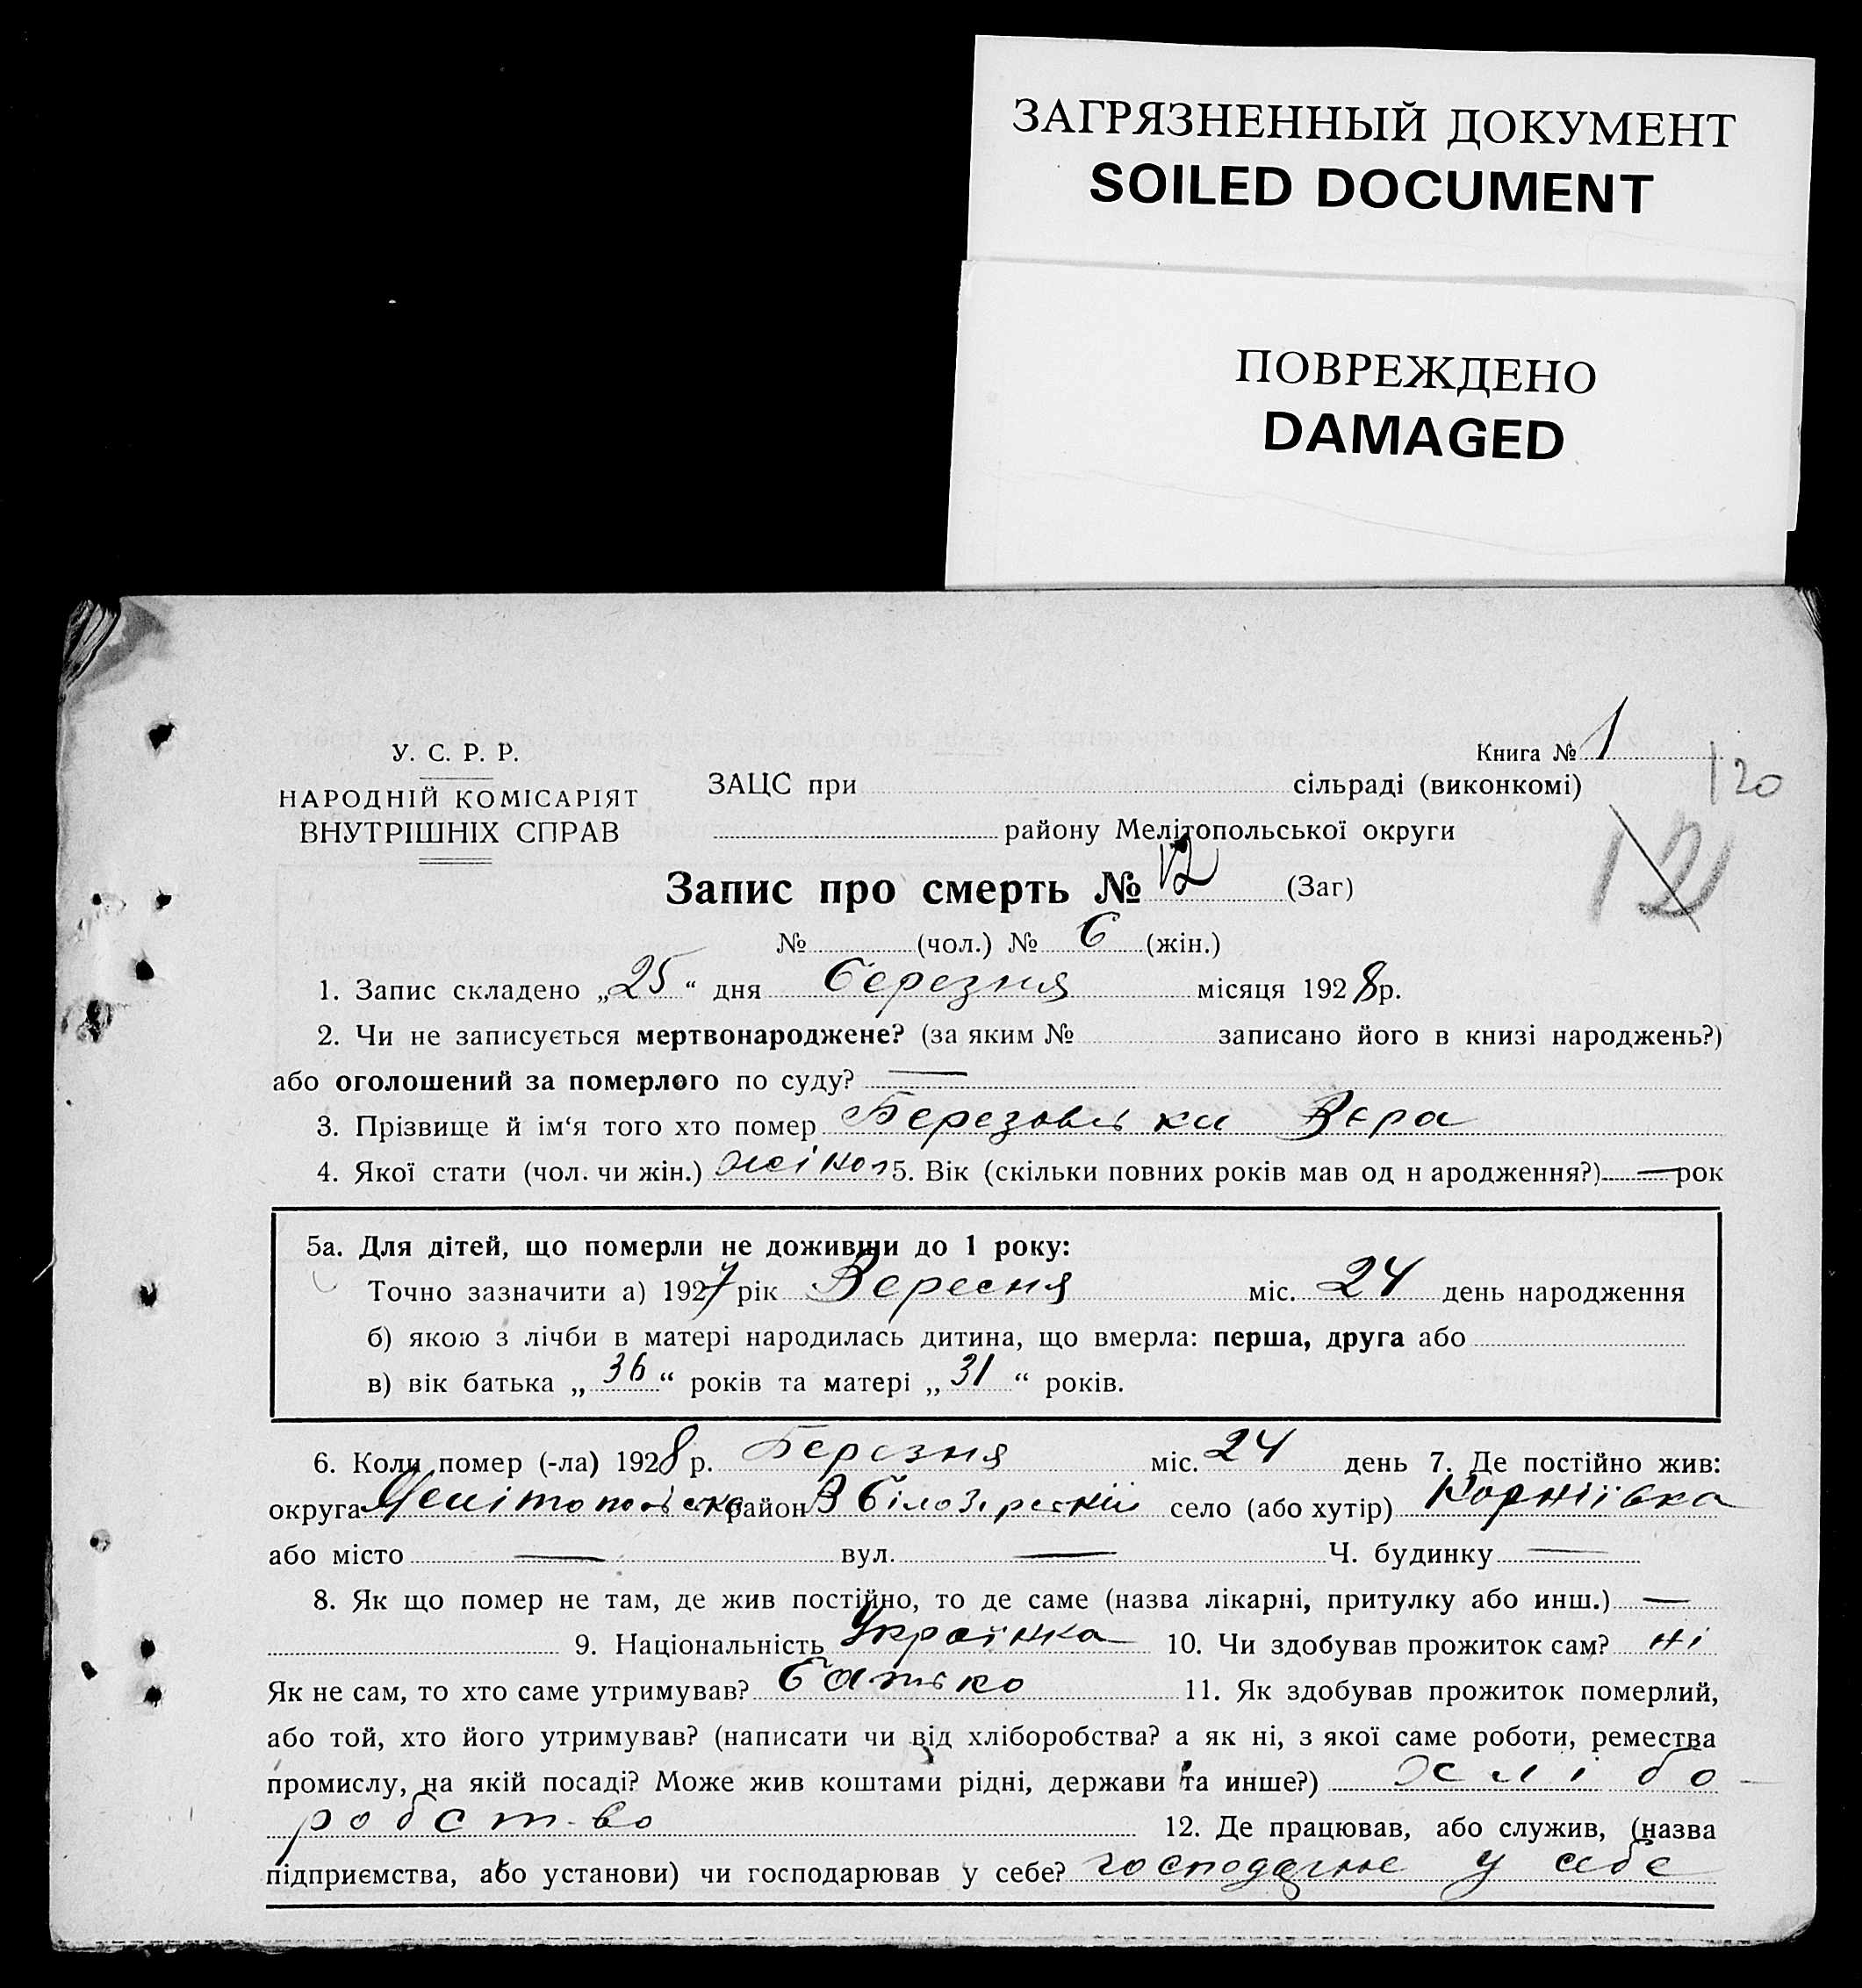 ЗАГРЯЗНЕННЫЙ ДОКУМЕНТ
SOILED DOCUMENT
ПОВРЕЖДЕНО
DAMAGED
У. С. Р. Р.
НАРОДНІЙ КОМІСАРІЯТ
ВНУТРІШНІХ СПРАВ
Книга № 1
120
ЗАЦС при сільраді (виконкомі)
району Мелітопольської округи
121
Запис про смерть № 12 (Заг)
№ (чол.) № 6 (жін.)
1. Запис складено „25“ дня березня місяця 1928 р.
2. Чи не записується мертвонароджене? (за яким № записано його в книзі народжень?)
або оголошений за померлого по суду? —
3. Прізвище й ім‘я того хто помер Вєра
4. Якої стати (чол. чи жін.) 5. Вік (скільки повних років мав од н ародження?) — рок
5а. Для дітей, що померли не доживши до 1 року:
Точно зазначити а) 1927 рік Вересня міс. 24 день народження
б) якою з лічби в матері народилась дитина, що вмерла: перша, друга або
в) вік батька „36“ років та матері „31“ років.
6. Коли помер (-ла) 1928 р. Березня міс. 24 день 7. Де постійно жив:
округа район село (або хутір) Корніївка
або місто — вул. — Ч. будинку —
8. Як що помер не там, де жив постійно, то де саме (назва лікарні, притулку або инш.) —
9. Національність Українка 10. Чи здобував прожиток сам? ні
Як не сам, то хто саме утримував? батько 11. Як здобував прожиток померлий,
або той, хто його утримував? (написати чи від хліборобства? а як ні, з якої саме роботи, ремества
промислу, на якій посаді? Може жив коштами рідні, держави та инше?) хлібо-
робство 12. Де працював, або служив, (назва
підприємства, або установи) чи господарював у себе? у себе